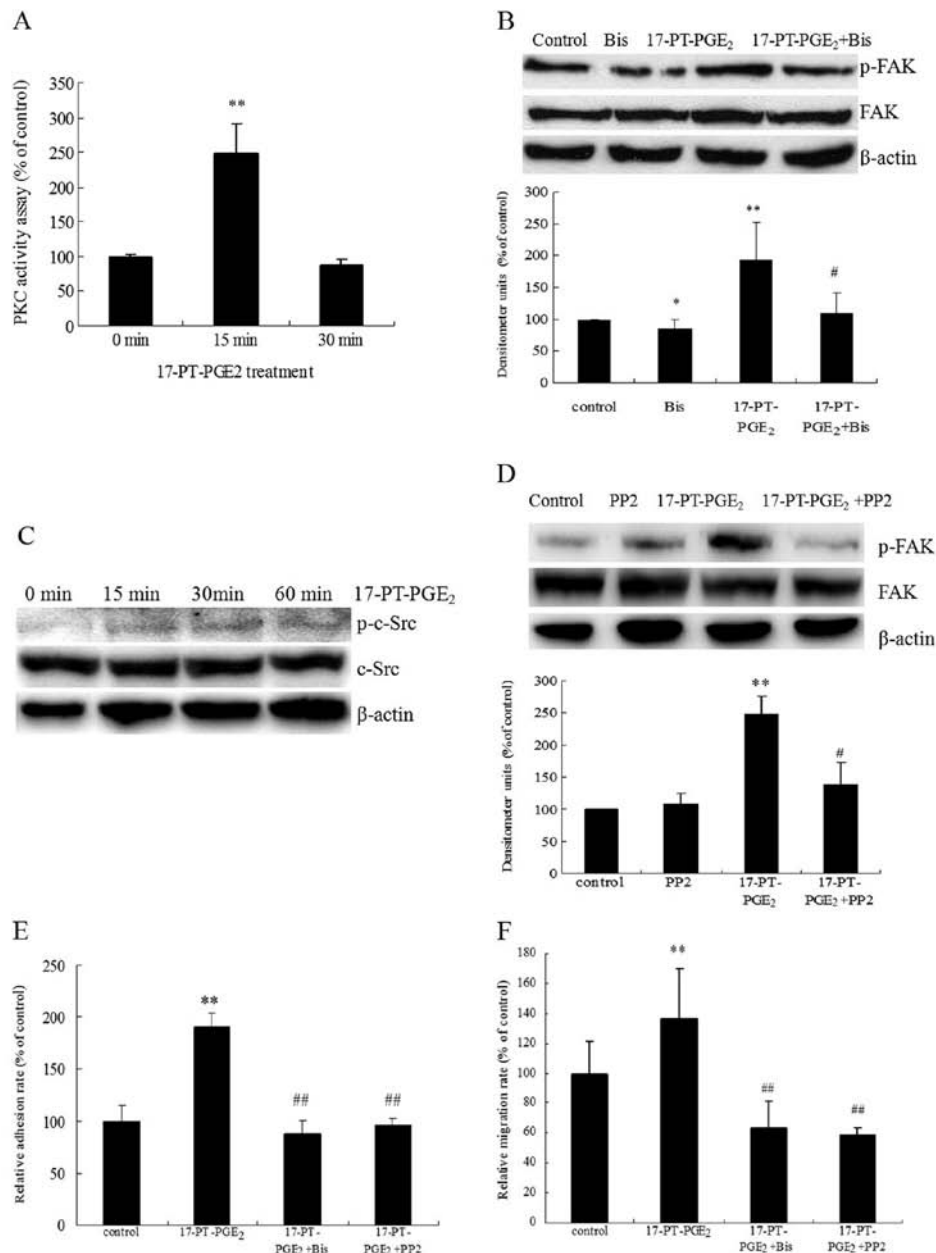 A
PKC activity assay (% of control)
350
300
250
200
150
100
50
0
**
0 min 15 min 30 min
17-PT-PGE2 treatment
B
Control Bis 17-PT-PGE₂ 17-PT-PGE₂+Bis
p-FAK
FAK
β-actin
Densitometer units (% of control)
300
250
200
150
100
50
0
*
**
#
control Bis 17-PT- 17-PT-
PGE₂ PGE₂+Bis
C
0 min 15 min 30min 60 min 17-PT-PGE₂
p-c-Src
c-Src
β-actin
D
Control PP2 17-PT-PGE₂ 17-PT-PGE₂ +PP2
p-FAK
FAK
β-actin
Densitometer units (% of control)
300
250
200
150
100
50
0
**
#
control PP2 17-PT- 17-PT-
PGE₂ PGE₂ +PP2
E
Relative adhesion rate (% of control)
250
200
150
100
50
0
**
##
##
control 17-PT-PGE₂ 17-PT- 17-PT-
PGE₂ +Bis PGE₂ +PP2
F
Relative migration rate (% of control)
180
160
140
120
100
80
60
40
20
0
**
##
##
control 17-PT-PGE₂ 17-PT- 17-PT-
PGE₂ +Bis PGE₂ +PP2